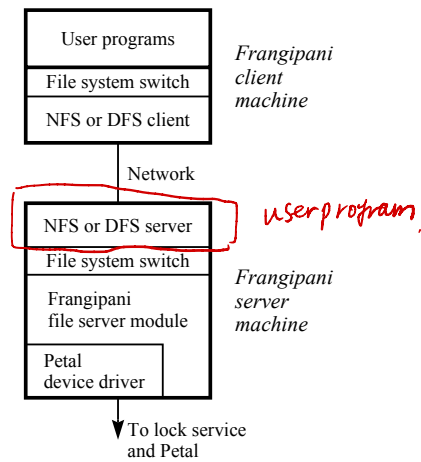 User programs
File system switch
NFS or DFS client
Frangipani
client
machine
Network
NFS or DFS server
userprogram.
File system switch
Frangipani
file server module
Petal
device driver
Frangipani
server
machine
To lock service
and Petal